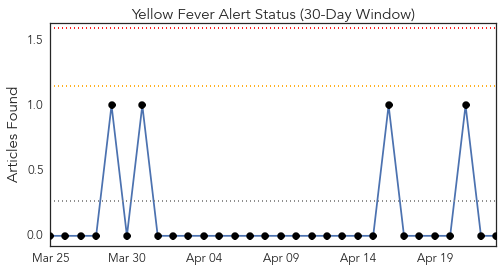 Yellow Fever Alert Status (30-Day Window)
Articles Found
1.5
1.0
0.5
0.0
Mar 25 Mar 30 Apr 04 Apr 09 Apr 14 Apr 19